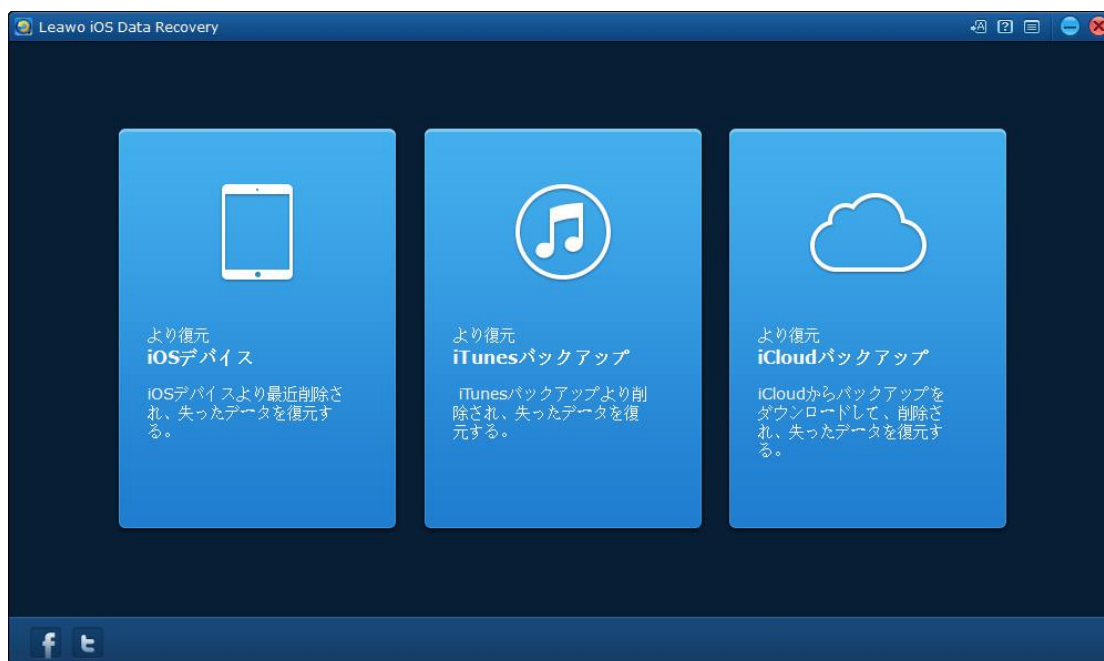 Leawo iOS Data Recovery
より復元
iOSデバイス
iOSデバイスより最近削除さ
れ、失ったデータを復元す
る。
より復元
iTunesバックアップ
iTunesバックアップより削
除され、失ったデータを復
元する。
より復元
iCloudバックアップ
iCloudからバックアップを
ダウンロードして、削除さ
れ、失ったデータを復元す
る。